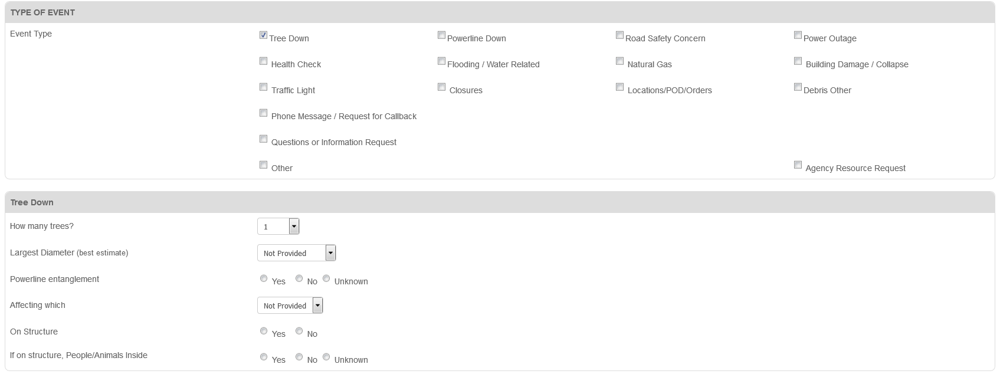 TYPE OF EVENT
Event Type
Tree Down Powerline Down Road Safety Concern Power Outage
Health Check Flooding / Water Related Natural Gas Building Damage / Collapse
Traffic Light Closures Locations/POD/Orders Debris Other
Phone Message / Request for Callback
Questions or Information Request
Other Agency Resource Request
Tree Down
How many trees? 1
Largest Diameter (best estimate) Not Provided
Powerline entanglement Yes No Unknown
Affecting which Not Provided
On Structure Yes No
If on structure, People/Animals Inside Yes No Unknown